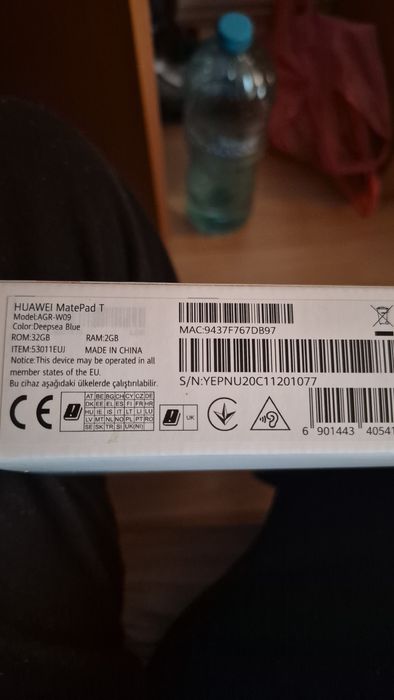 HUAWEI MatePad T
Model:AGR-W09
Color:Deepsea Blue
ROM:32GB RAM:2GB
ITEM:53011EUJ MADE IN CHINA
Notice:This device may be operated in all
member states of the EU.
Bu cihaz aşağıdaki ülkelerde çalıştırılabilir.
CE
AT BE BG CH CY CZ DE
DK EE EL ES FI FR HR
HU IE IS IT LT LI LU
LV MT NL NO PL PT RO
SE SK TR SI UK(NI)
UK
MAC:9437F767DB97
S/N:YEPNU20C11201077
6 901443 40541